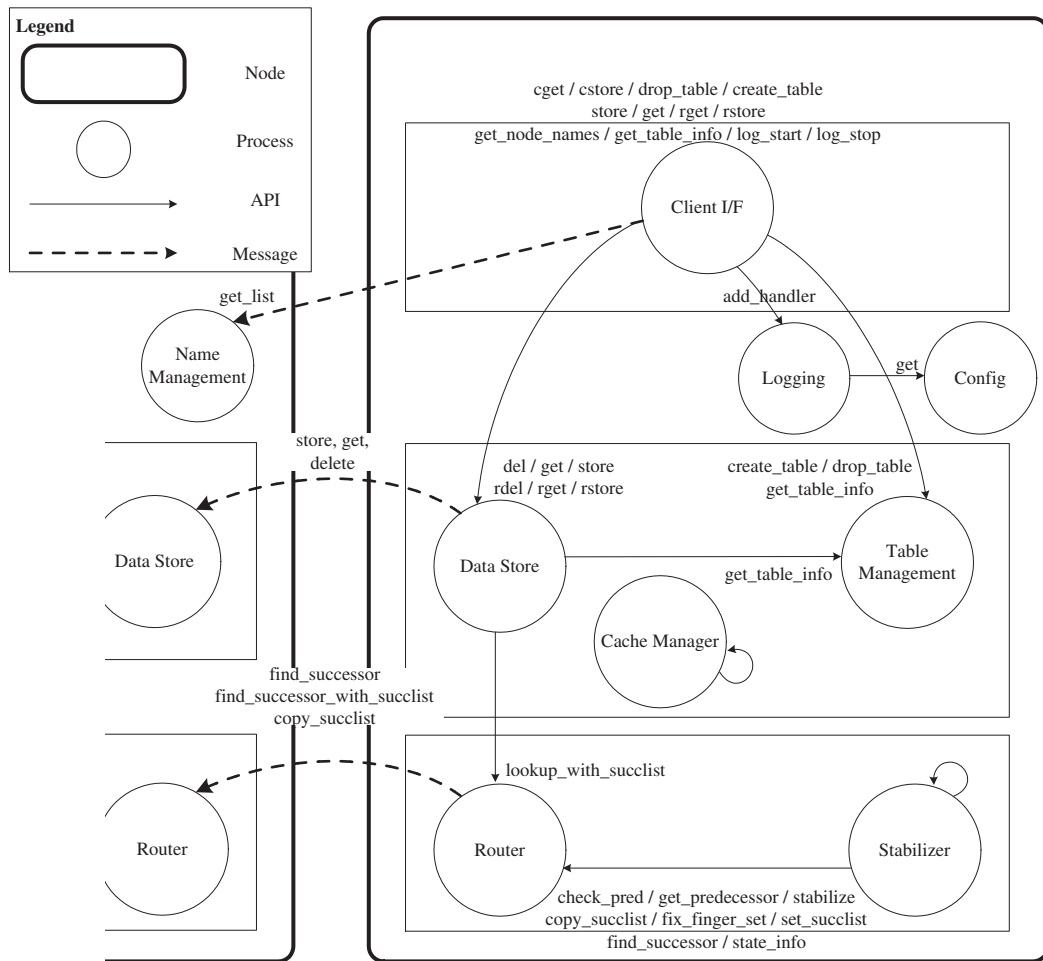 Legend
Node
Process
API
Message
cget / cstore / drop_table / create_table
store / get / rget / rstore
get_node_names / get_table_info / log_start / log_stop
Client I/F
get_list
add_handler
Name
Management
Logging
get
Config
store, get,
delete
del / get / store
rdel / rget / rstore
create_table / drop_table
get_table_info
Data Store
Data Store
get_table_info
Table
Management
Cache Manager
find_successor
find_successor_with_succlist
copy_succlist
lookup_with_succlist
Router
Router
Stabilizer
check_pred / get_predecessor / stabilize
copy_succlist / fix_finger_set / set_succlist
find_successor / state_info